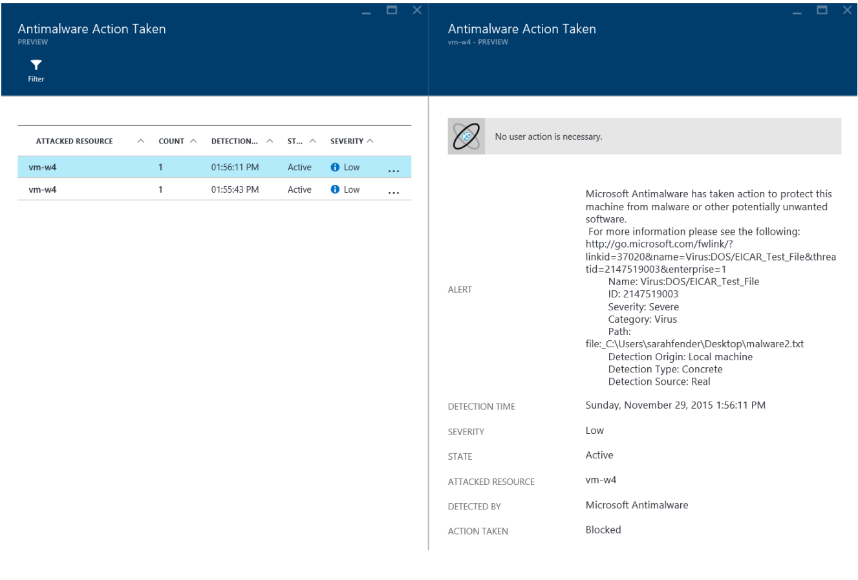 Antimalware Action Taken
PREVIEW
Filter
ATTACKED RESOURCE COUNT DETECTION... ST... SEVERITY
vm-w4 1 01:56:11 PM Active Low ...
vm-w4 1 01:55:43 PM Active Low ...
Antimalware Action Taken
vm-w4 - PREVIEW
No user action is necessary.
ALERT
Microsoft Antimalware has taken action to protect this
machine from malware or other potentially unwanted
software.
For more information please see the following:
http://go.microsoft.com/fwlink/?
linkid=37020&name=Virus:DOS/EICAR_Test_File&threa
tid=2147519003&enterprise=1
Name: Virus:DOS/EICAR_Test_File
ID: 2147519003
Severity: Severe
Category: Virus
Path:
file:_C:\Users\sarahfender\Desktop\malware2.txt
Detection Origin: Local machine
Detection Type: Concrete
Detection Source: Real
DETECTION TIME Sunday, November 29, 2015 1:56:11 PM
SEVERITY Low
STATE Active
ATTACKED RESOURCE vm-w4
DETECTED BY Microsoft Antimalware
ACTION TAKEN Blocked